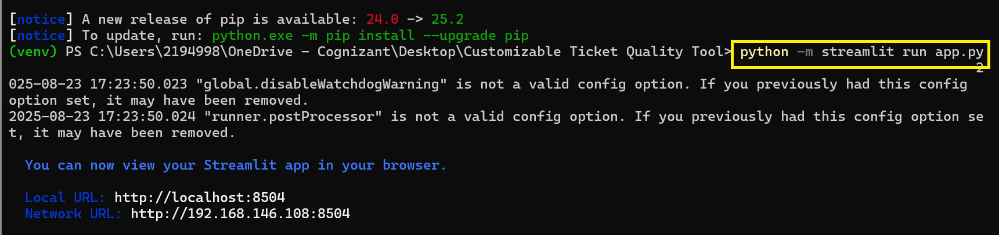 [notice] A new release of pip is available: 24.0 -> 25.2
[notice] To update, run: python.exe -m pip install --upgrade pip
(venv) PS C:\Users\2194998\OneDrive - Cognizant\Desktop\Customizable Ticket Quality Tool> python -m streamlit run app.py
2
025-08-23 17:23:50.023 "global.disableWatchdogWarning" is not a valid config option. If you previously had this config
option set, it may have been removed.
2025-08-23 17:23:50.024 "runner.postProcessor" is not a valid config option. If you previously had this config option se
t, it may have been removed.
You can now view your Streamlit app in your browser.
Local URL: http://localhost:8504
Network URL: http://192.168.146.108:8504